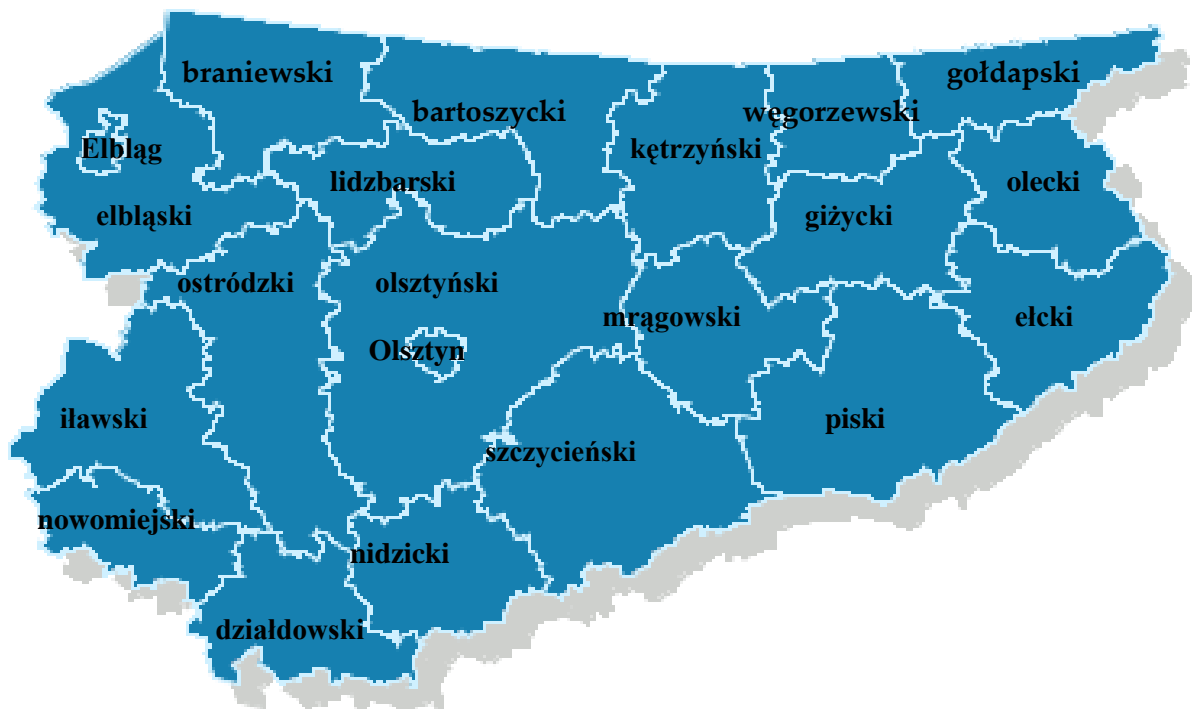 braniewski
gołdapski
bartoszycki
węgorzewski
Elbląg
kętrzyński
lidzbarski
olecki
elbląski
giżycki
ostródzki
olsztyński
mrągowski
ełcki
Olsztyn
iławski
piski
szczycieński
nowomiejski
nidzicki
działdowski